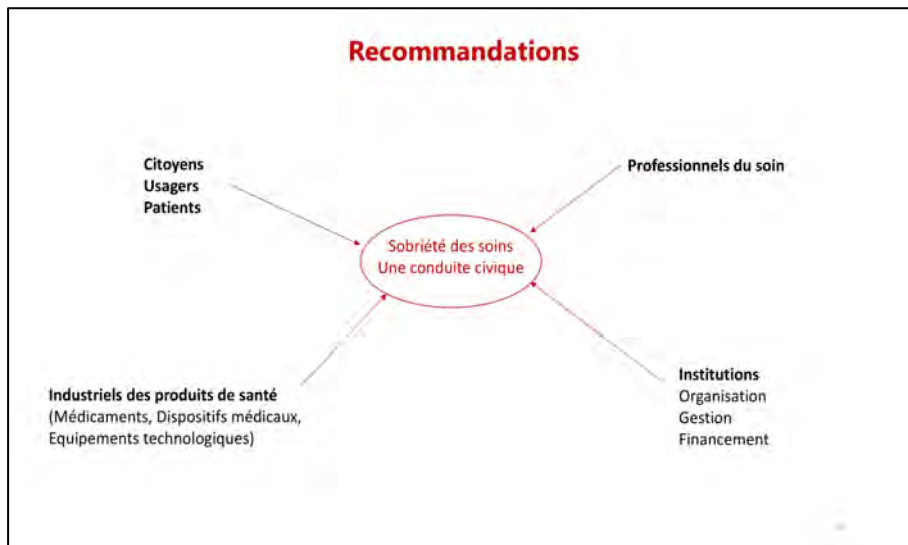 Recommandations
Citoyens
Usagers
Patients
Professionnels du soin
Sobriété des soins
Une conduite civique
Industriels des produits de santé
(Médicaments, Dispositifs médicaux,
Equipements technologiques)
Institutions
Organisation
Gestion
Financement